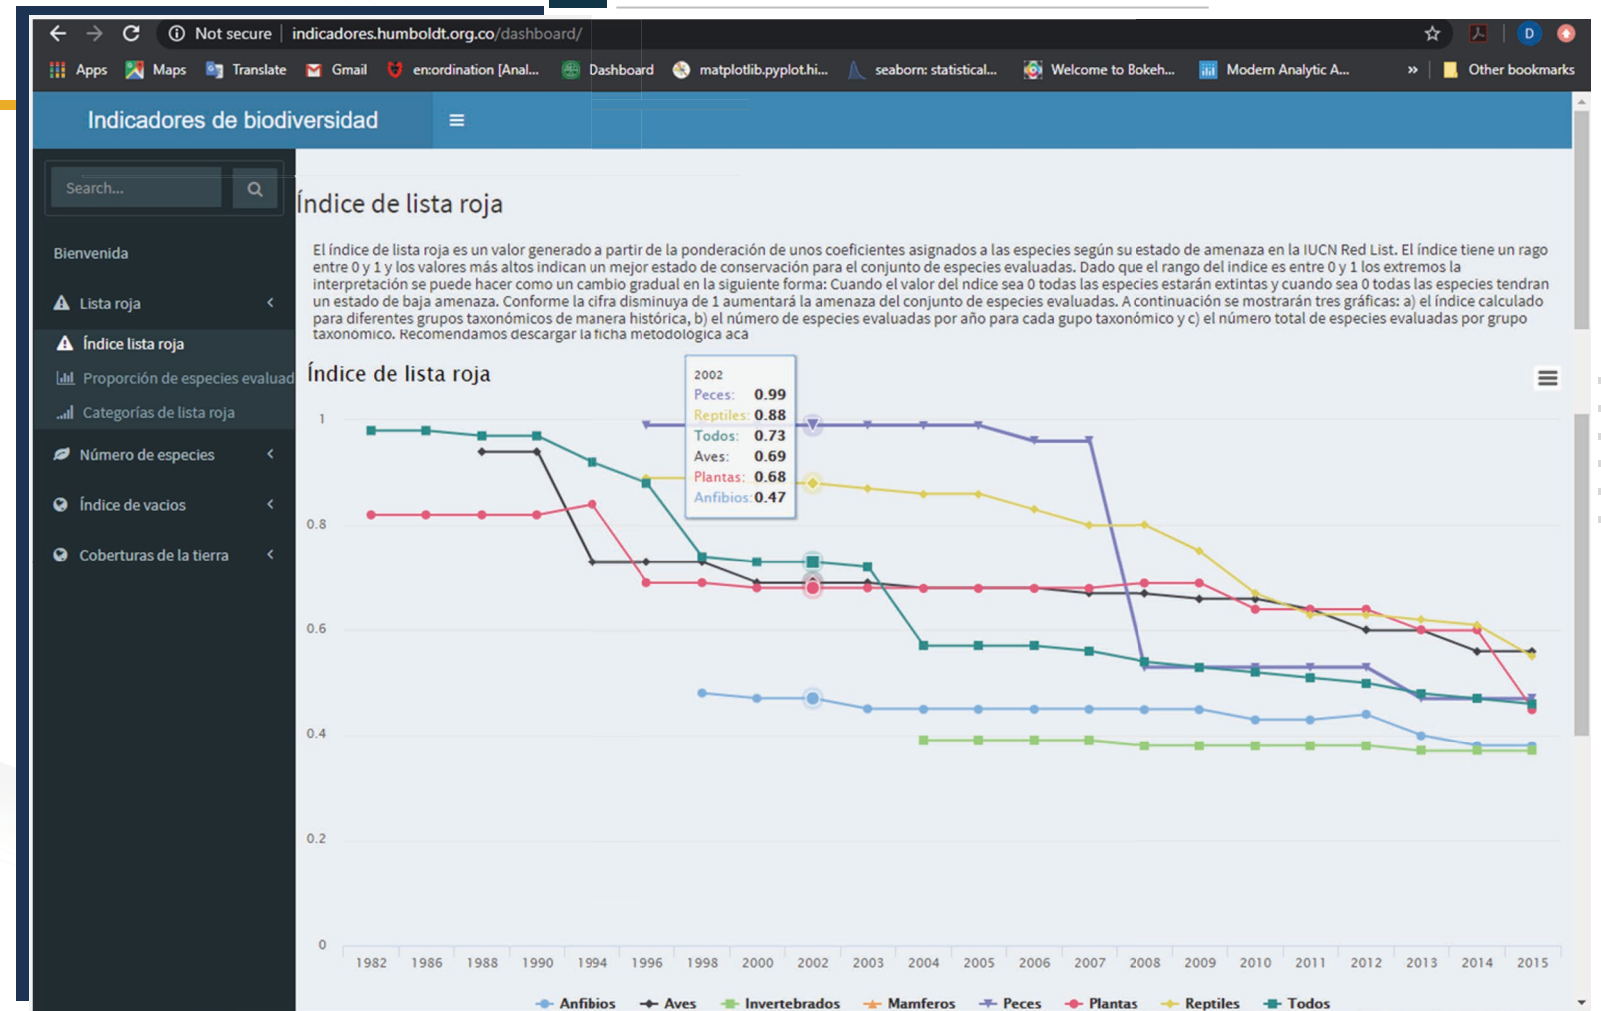 Not secure | indicadores.humboldt.org.co/dashboard/
D
Apps Maps Translate Gmail en:ordination [Anal... Dashboard matplotlib.pyplot.hi... seaborn: statistical... Welcome to Bokeh... Modern Analytic A... » Other bookmarks
Indicadores de biodiversidad
Search...
Bienvenida
Lista roja
Índice lista roja
Proporción de especies evaluad
Categorías de lista roja
Número de especies
Índice de vacios
Coberturas de la tierra
Índice de lista roja
El índice de lista roja es un valor generado a partir de la ponderación de unos coeficientes asignados a las especies según su estado de amenaza en la IUCN Red List. El índice tiene un rago
entre 0 y 1 y los valores más altos indican un mejor estado de conservación para el conjunto de especies evaluadas. Dado que el rango del indice es entre 0 y 1 los extremos la
interpretación se puede hacer como un cambio gradual en la siguiente forma: Cuando el valor del ndice sea 0 todas las especies estarán extintas y cuando sea 0 todas las especies tendran
un estado de baja amenaza. Conforme la cifra disminuya de 1 aumentará la amenaza del conjunto de especies evaluadas. A continuación se mostrarán tres gráficas: a) el índice calculado
para diferentes grupos taxonómicos de manera histórica, b) el número de especies evaluadas por año para cada gupo taxonómico y c) el número total de especies evaluadas por grupo
taxonómico. Recomendamos descargar la ficha metodológica acá
Índice de lista roja
2002
Peces: 0.99
Reptiles: 0.88
Todos: 0.73
Aves: 0.69
Plantas: 0.68
Anfibios: 0.47
1
0.8
0.6
0.4
0.2
0
1982 1986 1988 1990 1994 1996 1998 2000 2002 2003 2004 2005 2006 2007 2008 2009 2010 2011 2012 2013 2014 2015
Anfibios Aves Invertebrados Mamferos Peces Plantas Reptiles Todos